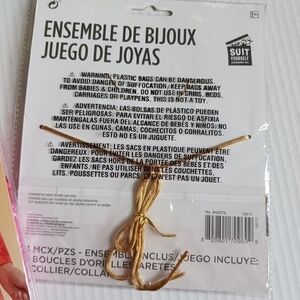 ENSEMBLE DE BIJOUX
JUEGO DE JOYAS
SUIT
YOURSELF
WARNING: PLASTIC BAGS CAN BE DANGEROUS.
TO AVOID DANGER OF SUFFOCATION, KEEP BAGS AWAY
FROM BABIES & CHILDREN. DO NOT USE IN CRIBS, BEDS,
CARRIAGES OR PLAYPENS. THIS IS NOT A TOY.
ADVERTENCIA: LAS BOLSAS DE PLÁSTICO PUEDEN
SER PELIGROSAS. PARA EVITAR EL RIESGO DE ASFIXIA
MANTÉNGALAS FUERA DEL ALCANCE DE BEBÉS Y NIÑOS. NO
LAS USE EN CUNAS, CAMAS, COCHECITOS O CORRALITOS.
ESTO NO ES UN JUGUETE.
AVERTISSEMENT: LES SACS EN PLASTIQUE PEUVENT ÊTRE
DANGEREUX. POUR ÉVITER LE DANGER DE SUFFOCATION,
GARDEZ LES SACS HORS DE LA PORTÉE DES BÉBÉS ET DES
ENFANTS. NE PAS UTILISER DANS LES COUCHETTES,
LITS, POUSSETTES OU PARCS. CECI N'EST PAS UN JOUET.
MCX/PZS - ENSEMBLE INCLUS/JUEGO INCLUYE:
BOUCLES D'OREILLES/ARETES
COLLIER/COLLAR